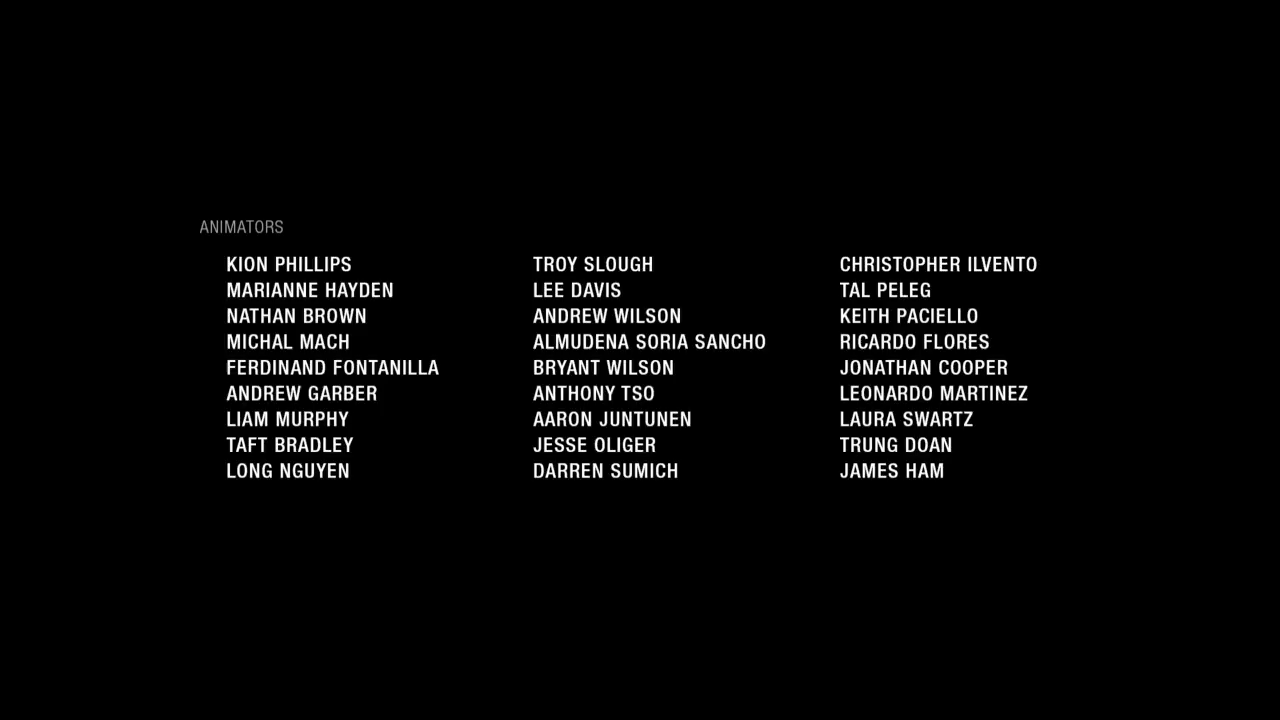 ANIMATORS
KION PHILLIPS
MARIANNE HAYDEN
NATHAN BROWN
MICHAL MACH
FERDINAND FONTANILLA
ANDREW GARBER
LIAM MURPHY
TAFT BRADLEY
LONG NGUYEN
TROY SLOUGH
LEE DAVIS
ANDREW WILSON
ALMUDENA SORIA SANCHO
BRYANT WILSON
ANTHONY TSO
AARON JUNTUNEN
JESSE OLIGER
DARREN SUMICH
CHRISTOPHER ILVENTO
TAL PELEG
KEITH PACIELLO
RICARDO FLORES
JONATHAN COOPER
LEONARDO MARTINEZ
LAURA SWARTZ
TRUNG DOAN
JAMES HAM